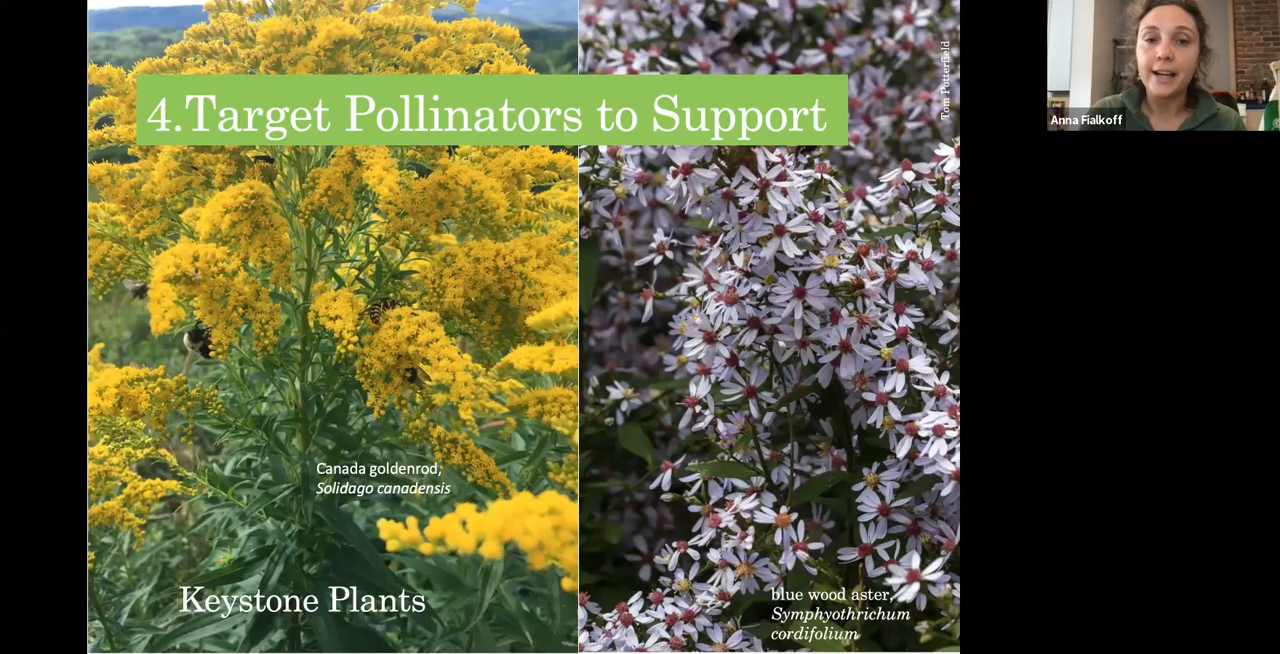 4.Target Pollinators to Support
Tom Potterfield
Anna Fialkoff
Canada goldenrod,
Solidago canadensis
Keystone Plants
blue wood aster,
Symphyothrichum
cordifolium